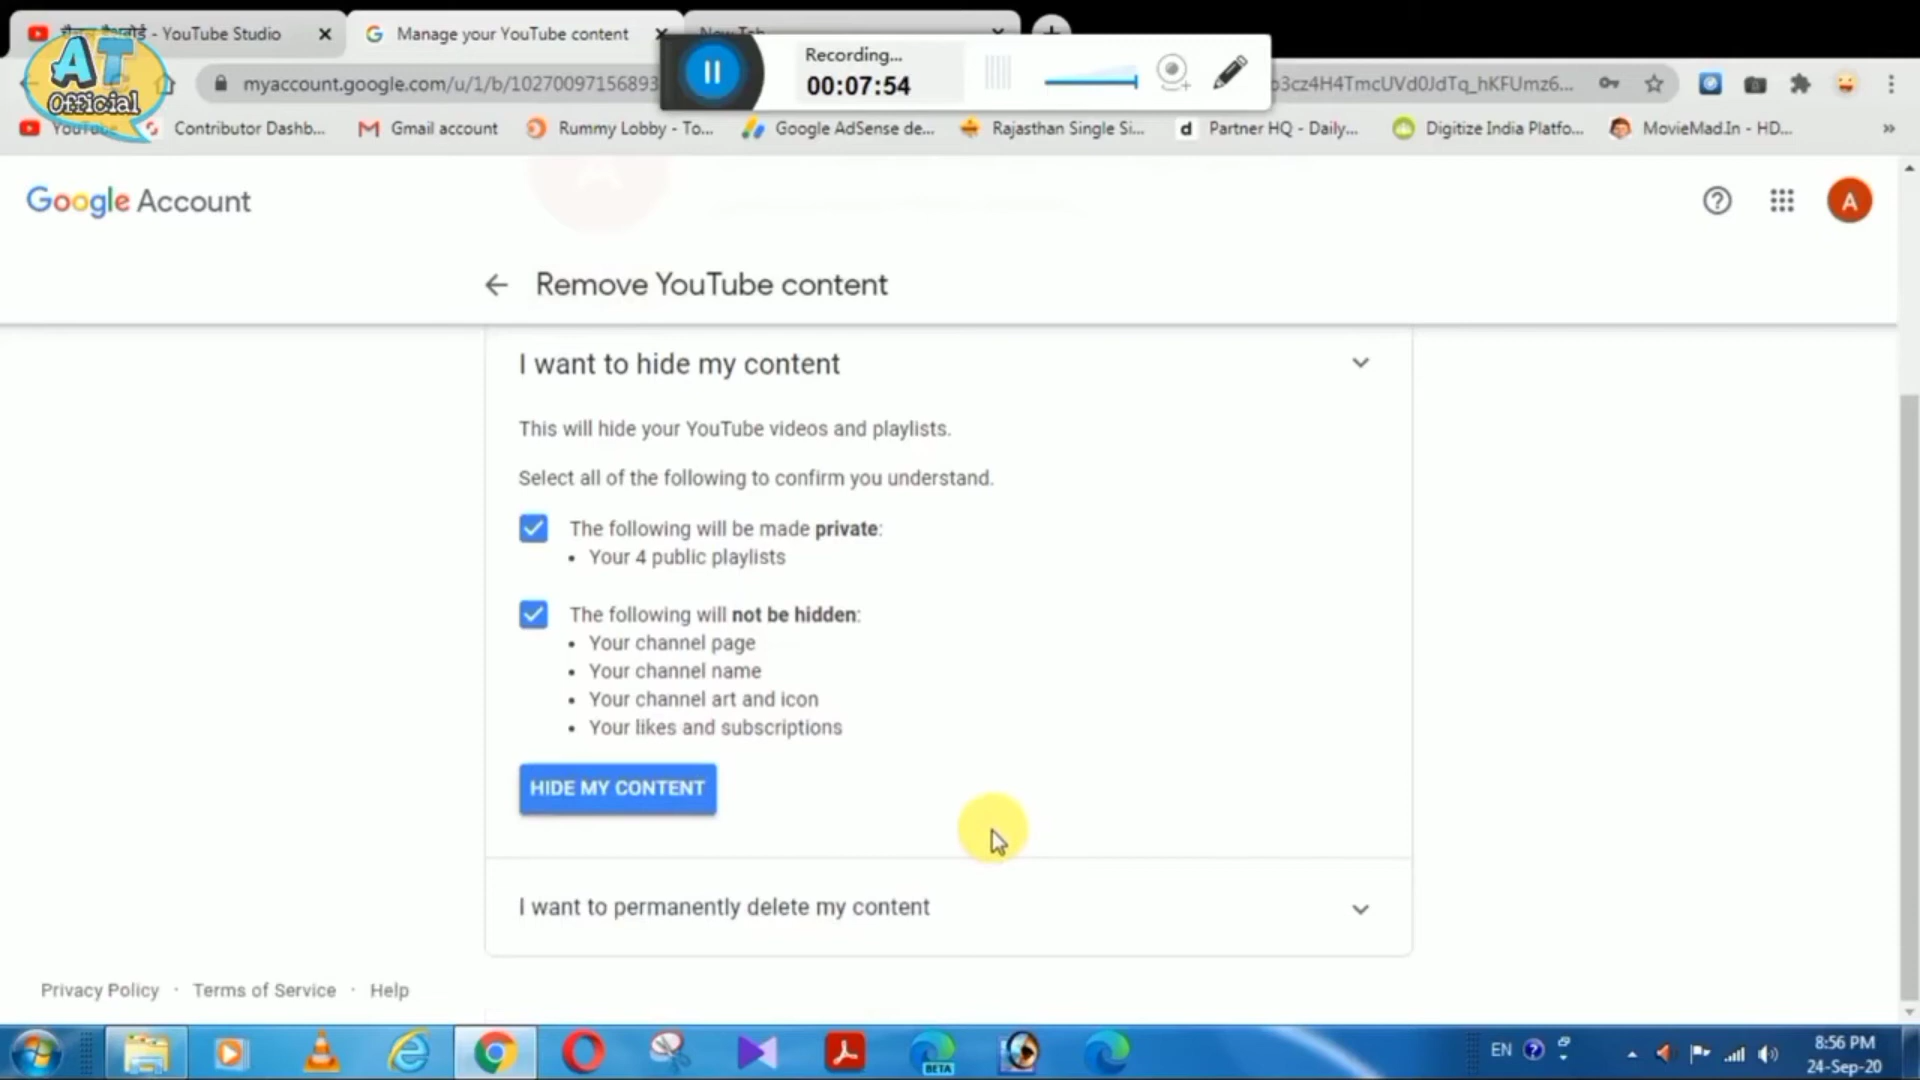 - YouTube Studio
Manage your YouTube content
New Tab
Recording...
00:07:54
myaccount.google.com/u/1/b/10270097156893
3cz4H4TmcUVd0JdTq_hKFUmz6...
AT
Official
YouTube
Contributor Dashb...
Gmail account
Rummy Lobby - To...
Google AdSense de...
Rajasthan Single Si...
d
Partner HQ - Daily...
Digitize India Platfo...
MovieMad.In - HD...
»
Google Account
A
Remove YouTube content
I want to hide my content
This will hide your YouTube videos and playlists.
Select all of the following to confirm you understand.
The following will be made private:
• Your 4 public playlists
The following will not be hidden:
• Your channel page
• Your channel name
• Your channel art and icon
• Your likes and subscriptions
HIDE MY CONTENT
I want to permanently delete my content
Privacy Policy · Terms of Service · Help
BETA
EN
8:56 PM
24-Sep-20